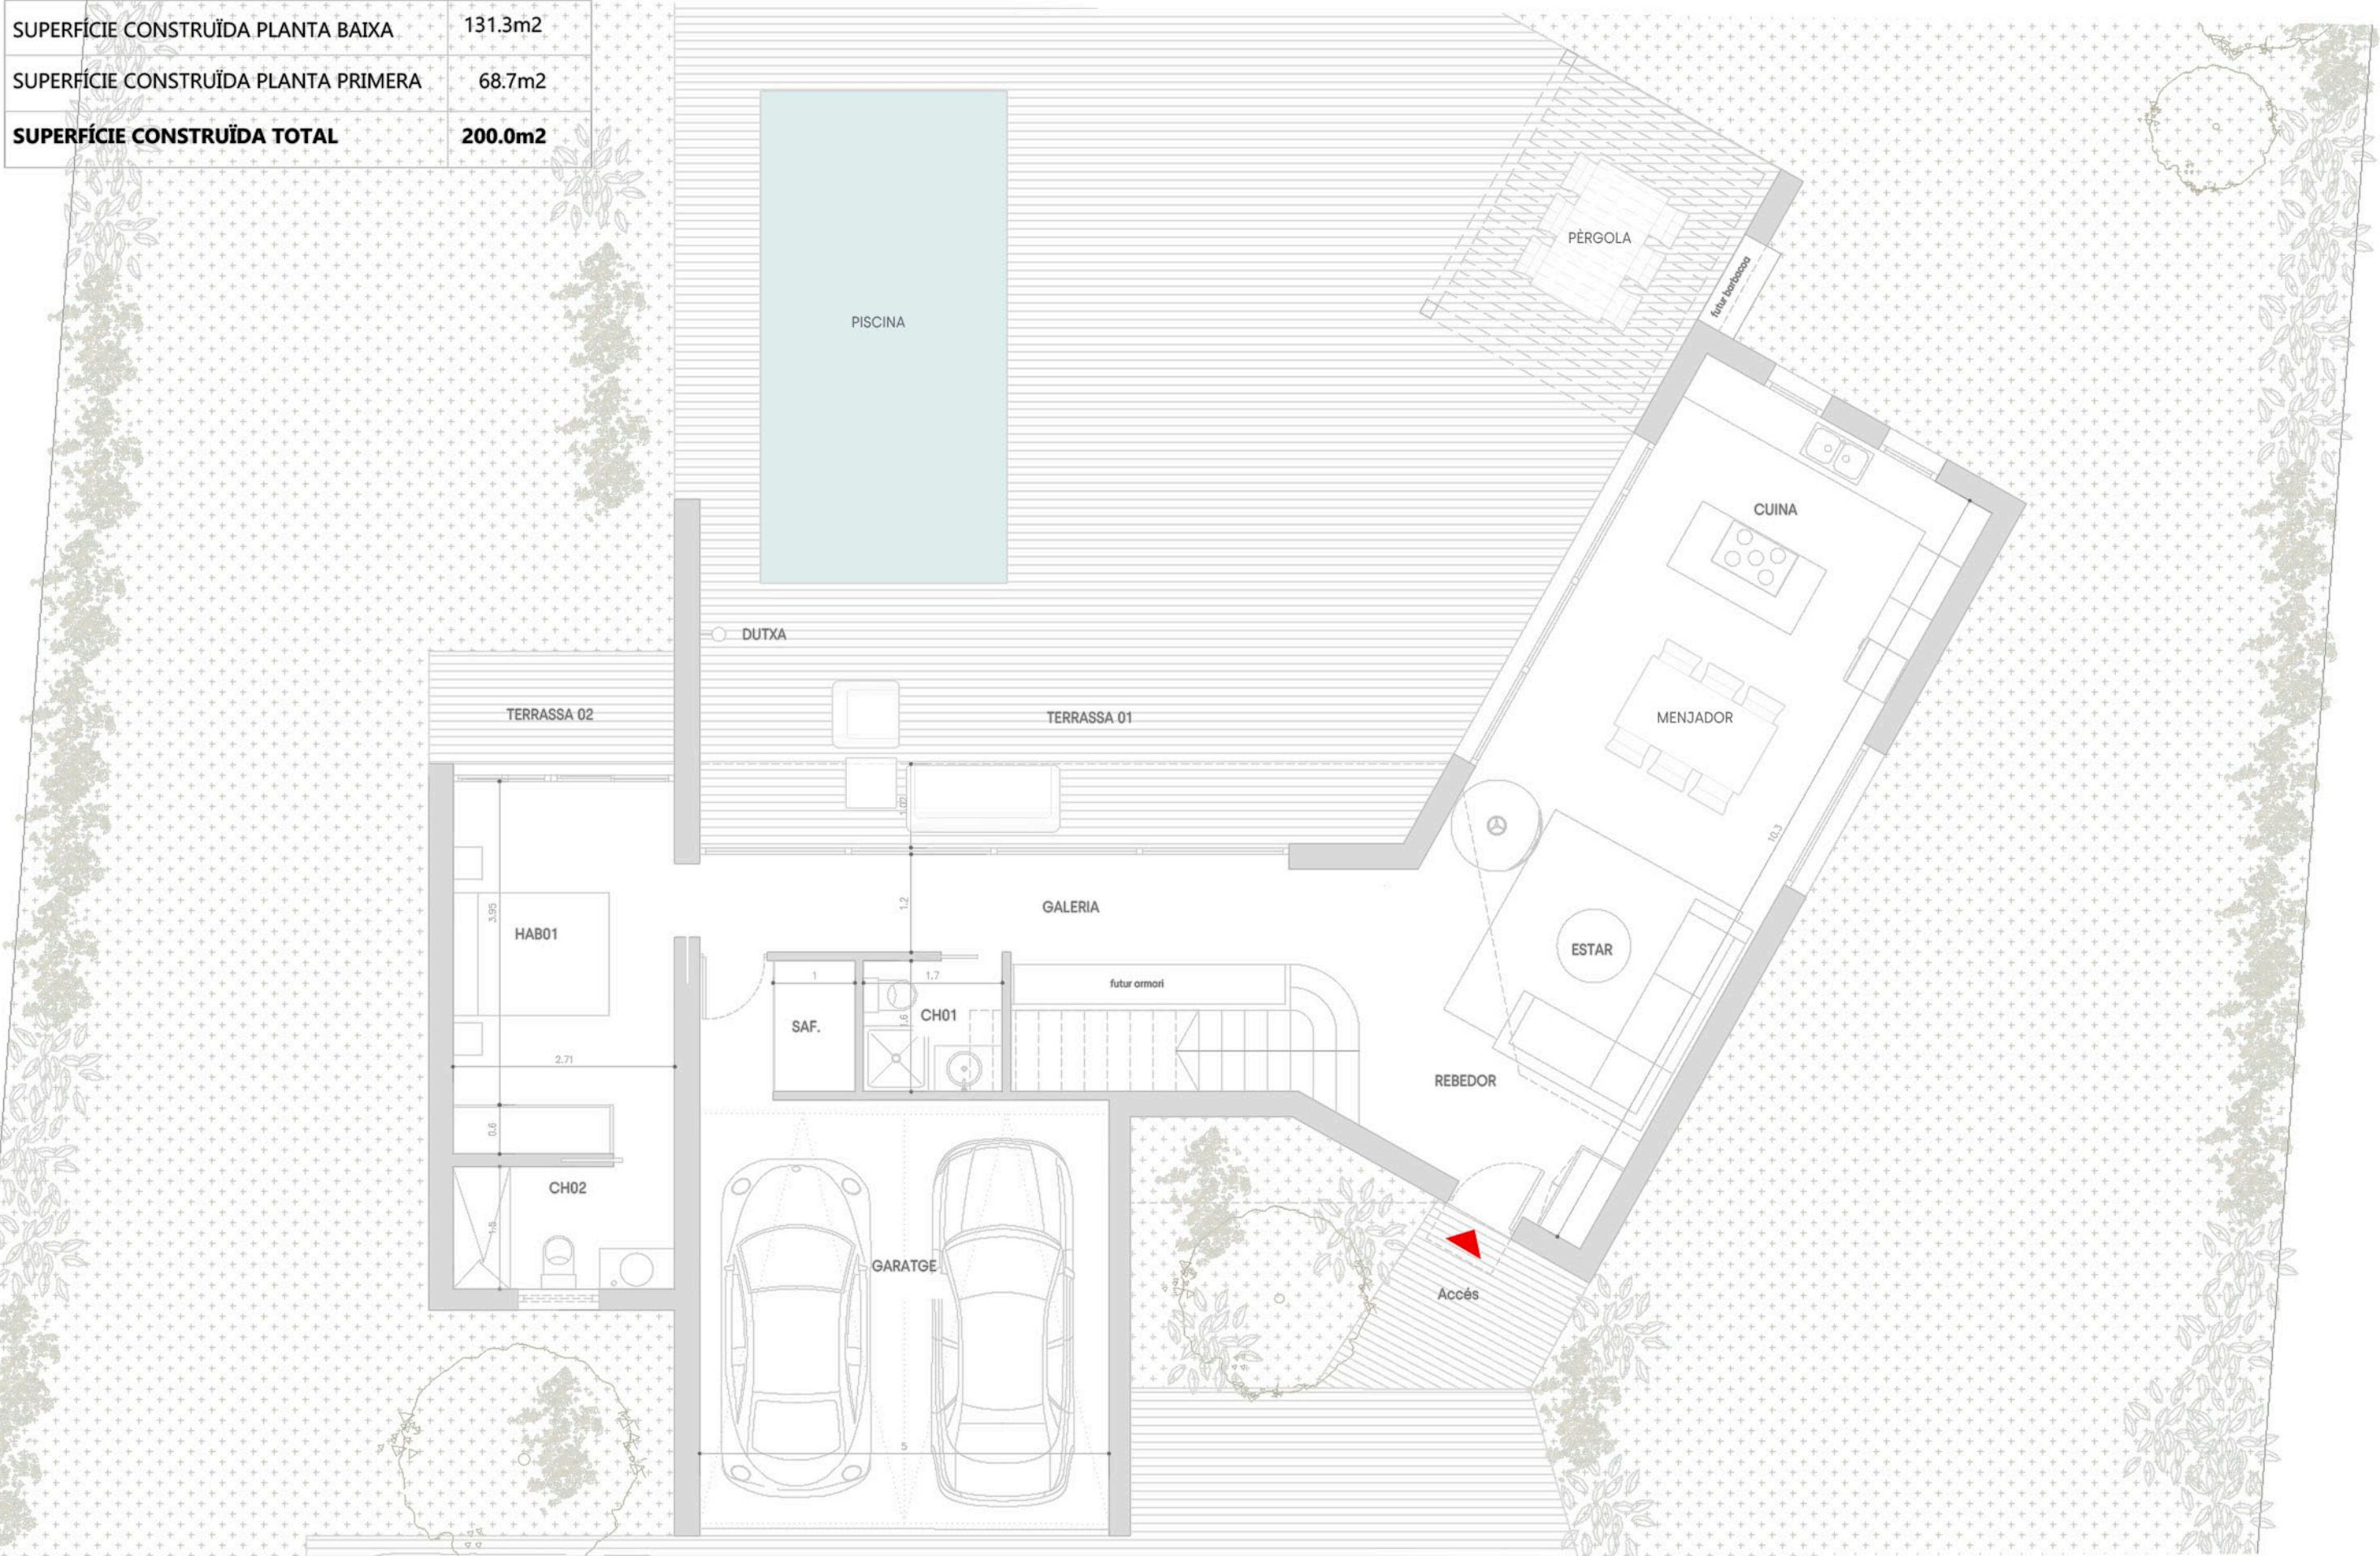 SUPERFÍCIE CONSTRUÏDA PLANTA BAIXA 131.3m2
SUPERFÍCIE CONSTRUÏDA PLANTA PRIMERA 68.7m2
SUPERFÍCIE CONSTRUÏDA TOTAL 200.0m2
PÈRGOLA
futur barbacoa
PISCINA
CUINA
DUTXA
TERRASSA 02
TERRASSA 01
MENJADOR
1.02
10.3
3.95
1.2
GALERIA
HAB01
ESTAR
1
1.7
futur armari
SAF.
1.6
CH01
2.71
REBEDOR
0.6
CH02
1.5
GARATGE
Accés
5